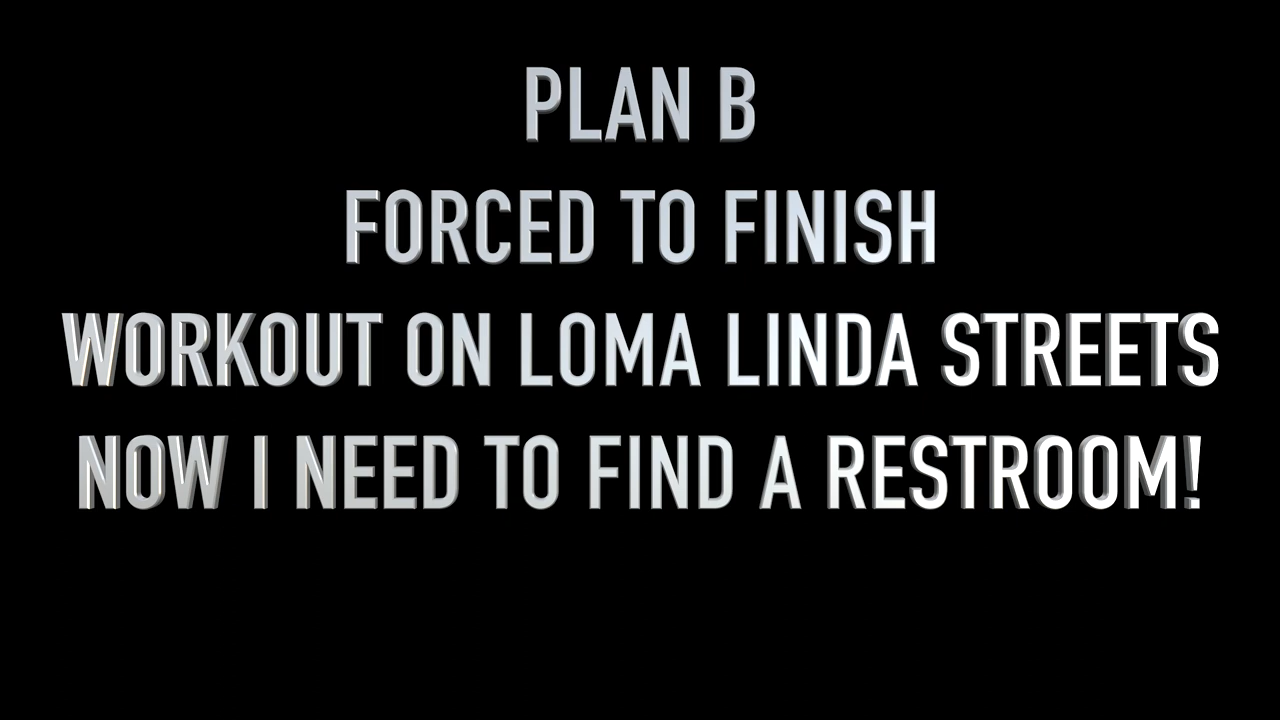 PLAN B
FORCED TO FINISH
WORKOUT ON LOMA LINDA STREETS
NOW I NEED TO FIND A RESTROOM!